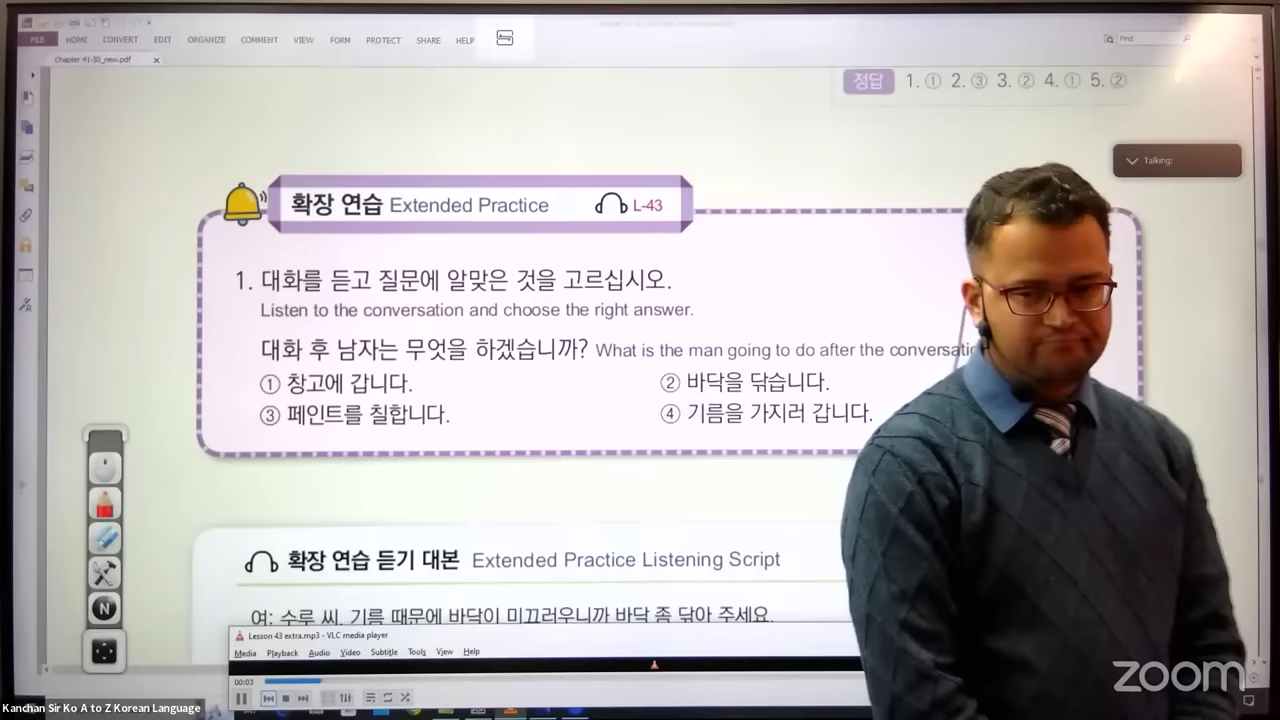 FILE HOME CONVERT EDIT ORGANIZE COMMENT VIEW FORM PROTECT SHARE HELP
Find
Chapter 41-50_new.pdf ×
정답 1. ① 2. ③ 3. ② 4. ① 5. ②
Talking:
확장 연습 Extended Practice L-43
1. 대화를 듣고 질문에 알맞은 것을 고르십시오.
Listen to the conversation and choose the right answer.
대화 후 남자는 무엇을 하겠습니까? What is the man going to do after the conversatio
① 창고에 갑니다. ② 바닥을 닦습니다.
③ 페인트를 칠합니다. ④ 기름을 가지러 갑니다.
확장 연습 듣기 대본 Extended Practice Listening Script
여: 수루 씨, 기름 때문에 바닥이 미끄러우니까 바닥 좀 닦아 주세요.
Lesson 43 extra.mp3 - VLC media player
Media Playback Audio Video Subtitle Tools View Help
00:03
N
zoom
Kanchan Sir Ko A to Z Korean Language